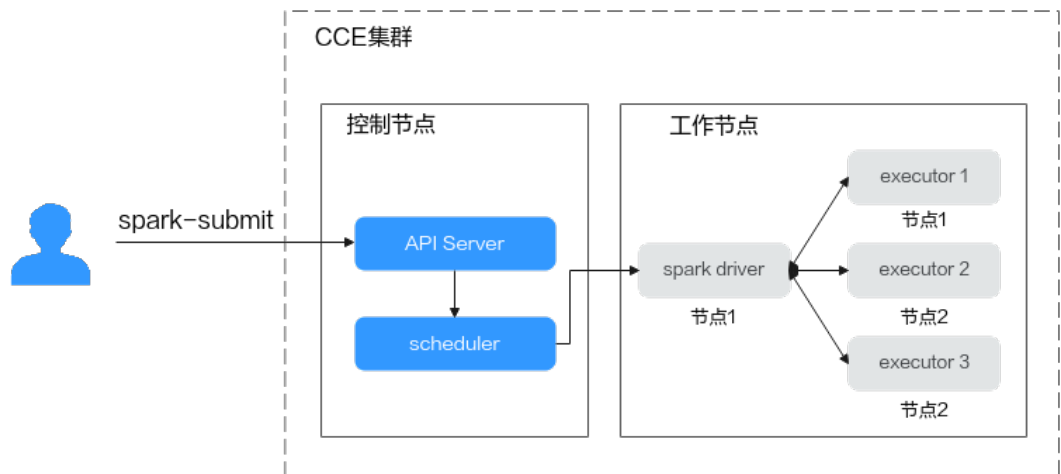 CCE集群
控制节点
工作节点
spark-submit
API Server
scheduler
spark driver
节点1
executor 1
节点1
executor 2
节点2
executor 3
节点2